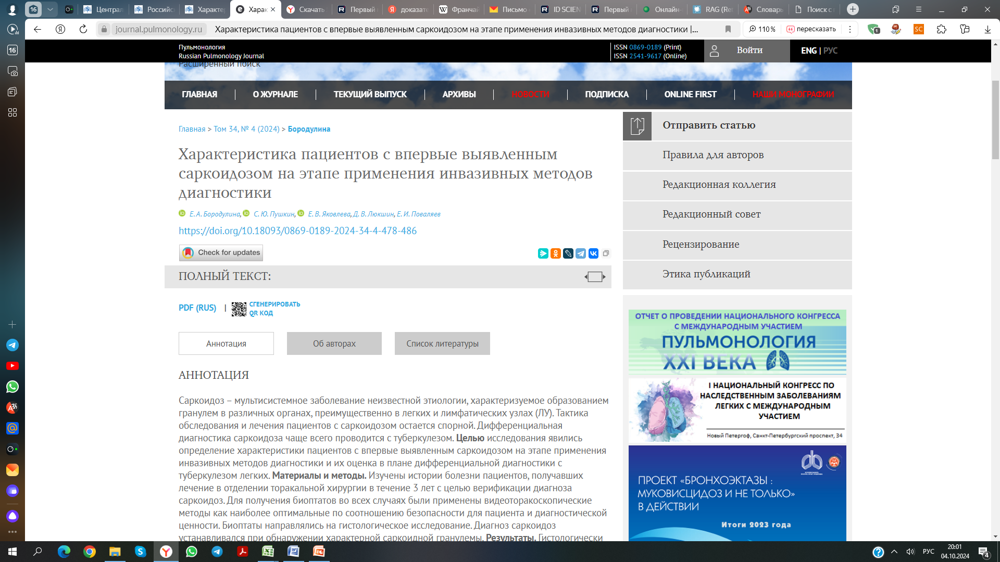 16
Централ
Российс
Характер
Харак
Скачать
Первый
доказате
Франчай
Письмо
ID SCIEN
Первый
Онлайн-
RAG (Ret
Словарь
Поиск с
journal.pulmonology.ru
Характеристика пациентов с впервые выявленным саркоидозом на этапе применения инвазивных методов диагностики |...
110 %
пересказать
1
SC
16
Пульмонология
Russian Pulmonology Journal
ISSN 0869-0189 (Print)
ISSN 2541-9617 (Online)
Войти
ENG | РУС
Расширенный поиск
ГЛАВНАЯ
О ЖУРНАЛЕ
ТЕКУЩИЙ ВЫПУСК
АРХИВЫ
НОВОСТИ
ПОДПИСКА
ONLINE FIRST
НАШИ МОНОГРАФИИ
Главная > Том 34, № 4 (2024) > Бородулина
Характеристика пациентов с впервые выявленным
саркоидозом на этапе применения инвазивных методов
диагностики
Е. А. Бородулина, С. Ю. Пушкин, Е. В. Яковлева, Д. В. Люкшин, Е. И. Поваляев
https://doi.org/10.18093/0869-0189-2024-34-4-478-486
Check for updates
ПОЛНЫЙ ТЕКСТ:
PDF (RUS) |
СГЕНЕРИРОВАТЬ
QR КОД
Аннотация
Об авторах
Список литературы
АННОТАЦИЯ
Саркоидоз – мультисистемное заболевание неизвестной этиологии, характеризуемое образованием
гранулем в различных органах, преимущественно в легких и лимфатических узлах (ЛУ). Тактика
обследования и лечения пациентов с саркоидозом остается спорной. Дифференциальная
диагностика саркоидоза чаще всего проводится с туберкулезом. Целью исследования явились
определение характеристики пациентов с впервые выявленным саркоидозом на этапе применения
инвазивных методов диагностики и их оценка в плане дифференциальной диагностики с
туберкулезом легких. Материалы и методы. Изучены истории болезни пациентов, получавших
лечение в отделении торакальной хирургии в течение 3 лет с целью верификации диагноза
саркоидоз. Для получения биоптатов во всех случаях были применены видеоторакоскопические
методы как наиболее оптимальные по соотношению безопасности для пациента и диагностической
ценности. Биоптаты направлялись на гистологическое исследование. Диагноз саркоидоз
устанавливался при обнаружении характерной саркоидной гранулемы. Результаты. Гистологически
Отправить статью
Правила для авторов
Редакционная коллегия
Редакционный совет
Рецензирование
Этика публикаций
ОТЧЕТ О ПРОВЕДЕНИИ НАЦИОНАЛЬНОГО КОНГРЕССА
С МЕЖДУНАРОДНЫМ УЧАСТИЕМ
ПУЛЬМОНОЛОГИЯ
XXI ВЕКА
I НАЦИОНАЛЬНЫЙ КОНГРЕСС ПО
НАСЛЕДСТВЕННЫМ ЗАБОЛЕВАНИЯМ
ЛЕГКИХ С МЕЖДУНАРОДНЫМ
УЧАСТИЕМ
Новый Петергоф, Санкт-Петербургский проспект, 34
ПРОЕКТ «БРОНХОЭКТАЗЫ :
МУКОВИСЦИДОЗ И НЕ ТОЛЬКО»
В ДЕЙСТВИИ
Итоги 2023 года
РУС
20:01
04.10.2024
4